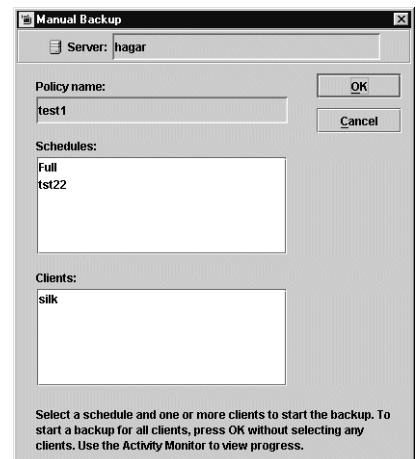 Manual Backup
Server: hagar
Policy name:
test1
OK
Cancel
Schedules:
Full
tst22
Clients:
silk
Select a schedule and one or more clients to start the backup. To
start a backup for all clients, press OK without selecting any
clients. Use the Activity Monitor to view progress.